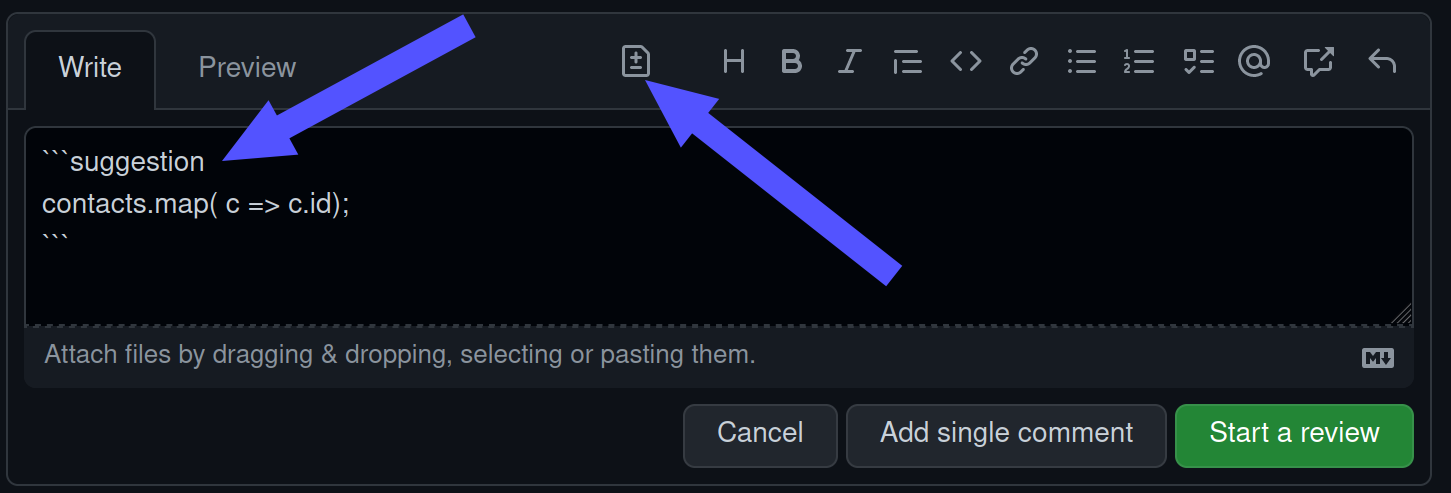 Write Preview H B I <> @
```suggestion
contacts.map( c => c.id);
```
Attach files by dragging & dropping, selecting or pasting them. M
Cancel Add single comment Start a review